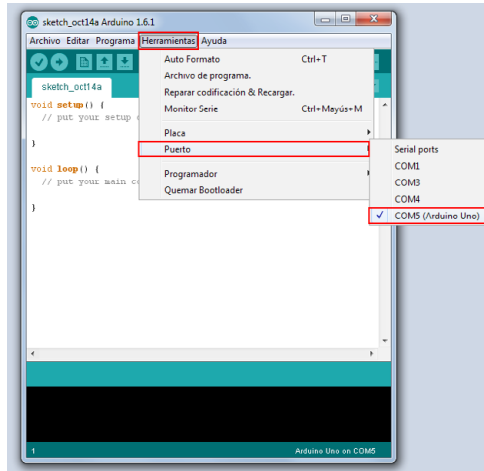 sketch_oct14a Arduino 1.6.1
Archivo Editar Programa Herramientas Ayuda
sketch_oct14a
Auto Formato Ctrl+T
Archivo de programa.
Reparar codificación & Recargar.
Monitor Serie Ctrl+Mayús+M
Placa
Puerto
Programador
Quemar Bootloader
Serial ports
COM1
COM3
COM4
COM5 (Arduino Uno)
void setup() {
// put your setup
}
void loop() {
// put your main
}
1 Arduino Uno on COM5